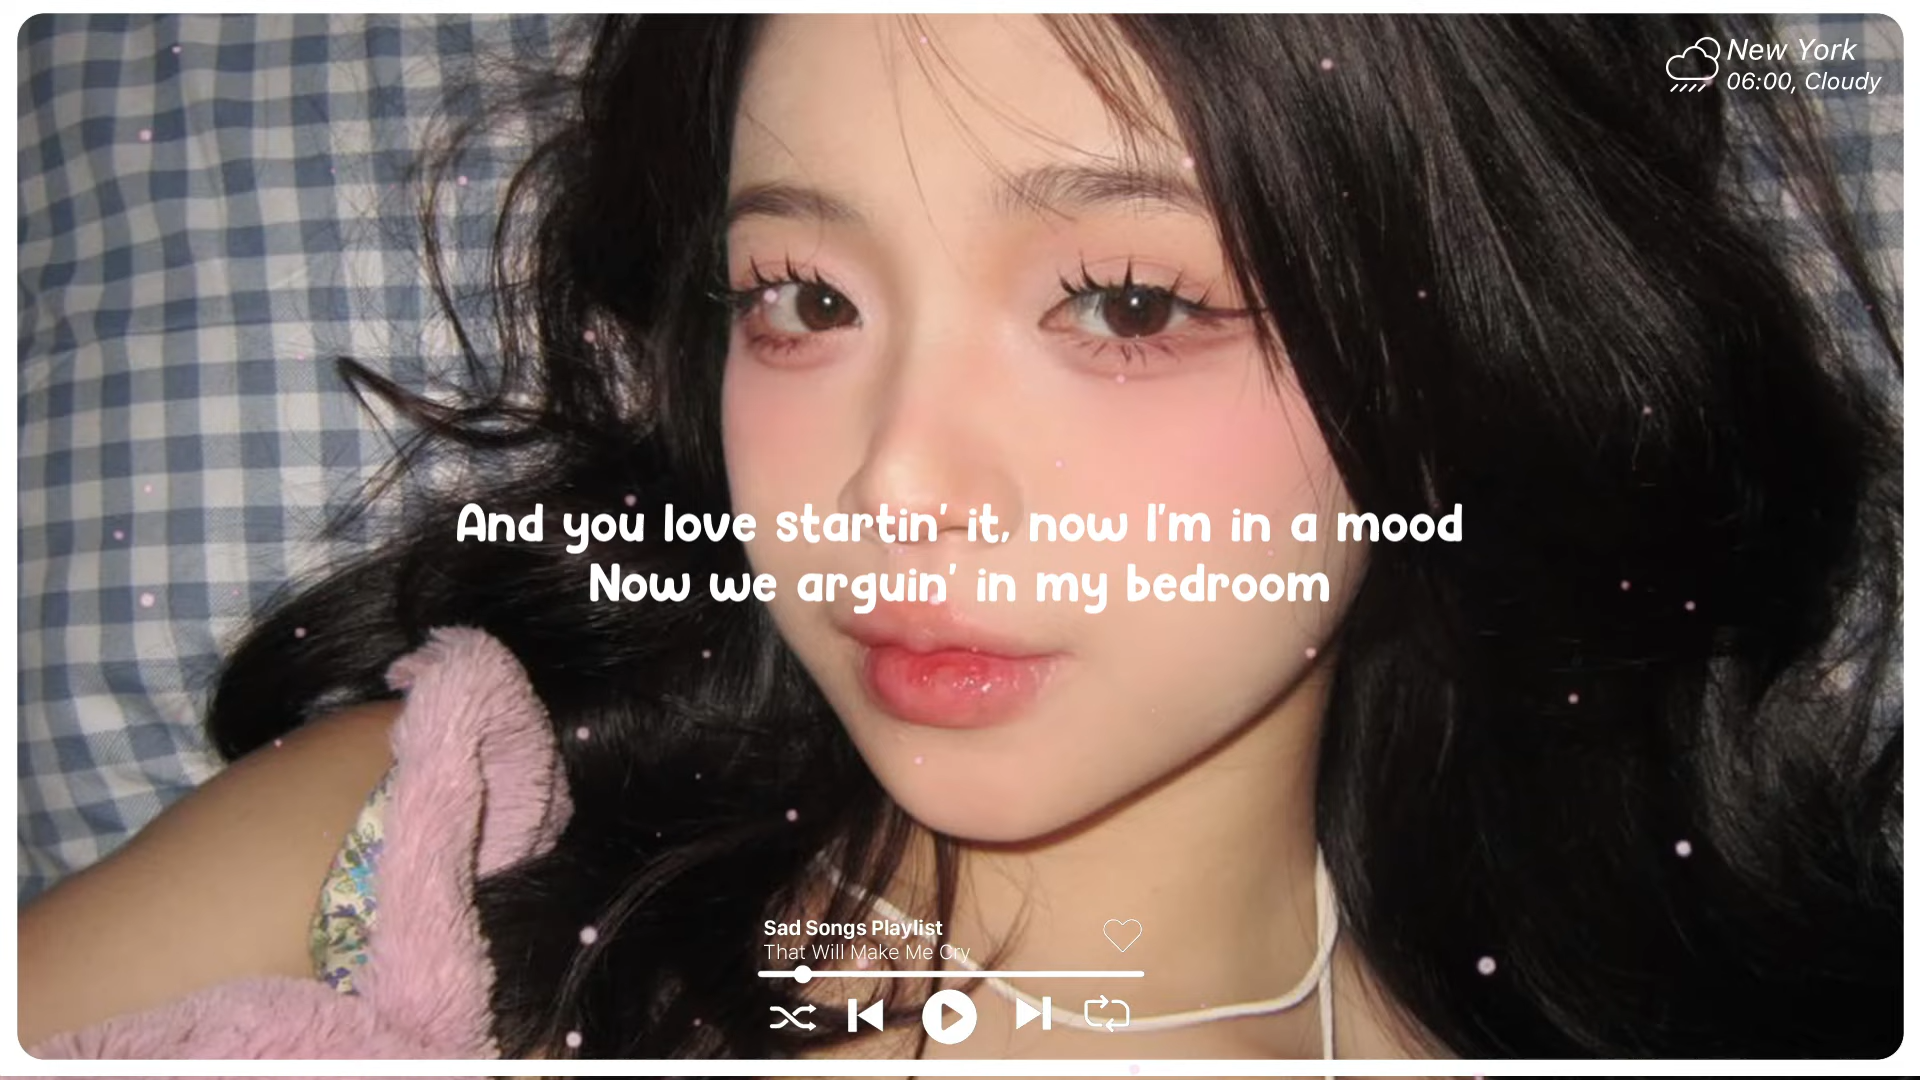 New York
06:00, Cloudy
And you love startin' it, now I'm in a mood
Now we arguin' in my bedroom
Sad Songs Playlist
That Will Make Me Cry